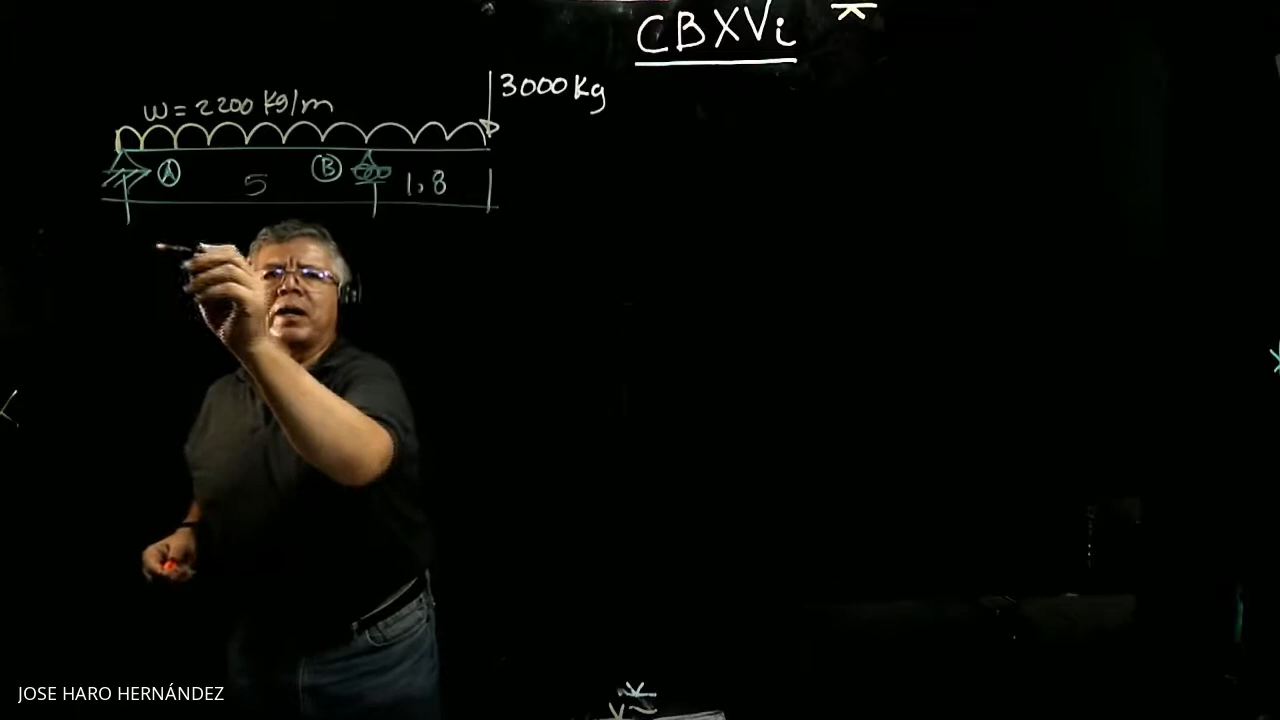 CBXVi
3000 Kg
w = 2200 Kg/m
A
B
5
1,8
JOSE HARO HERNÁNDEZ